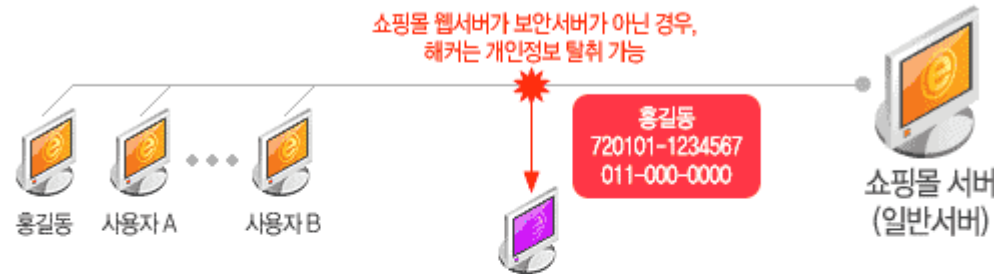 쇼핑몰 웹서버가 보안서버가 아닌 경우,
해커는 개인정보 탈취 가능
홍길동
720101-1234567
011-000-0000
홍길동
사용자 A
사용자 B
쇼핑몰 서버
(일반서버)